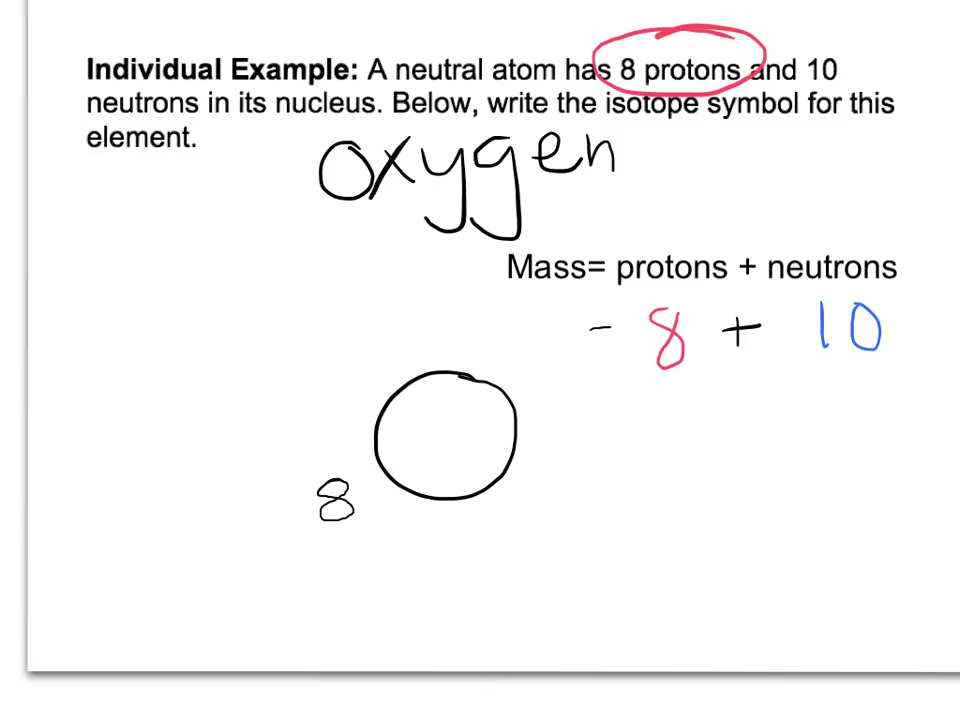 Individual Example: A neutral atom has 8 protons and 10
neutrons in its nucleus. Below, write the isotope symbol for this
element.
oxygen
Mass= protons + neutrons
- 8 + 10
O
8